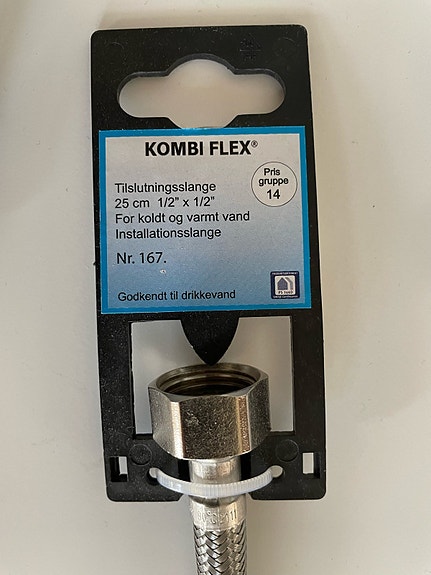 KOMBI FLEX®
Pris
gruppe
14
Tilslutningsslange
25 cm 1/2" x 1/2"
For koldt og varmt vand
Installationsslange
Nr. 167.
Godkendt til drikkevand